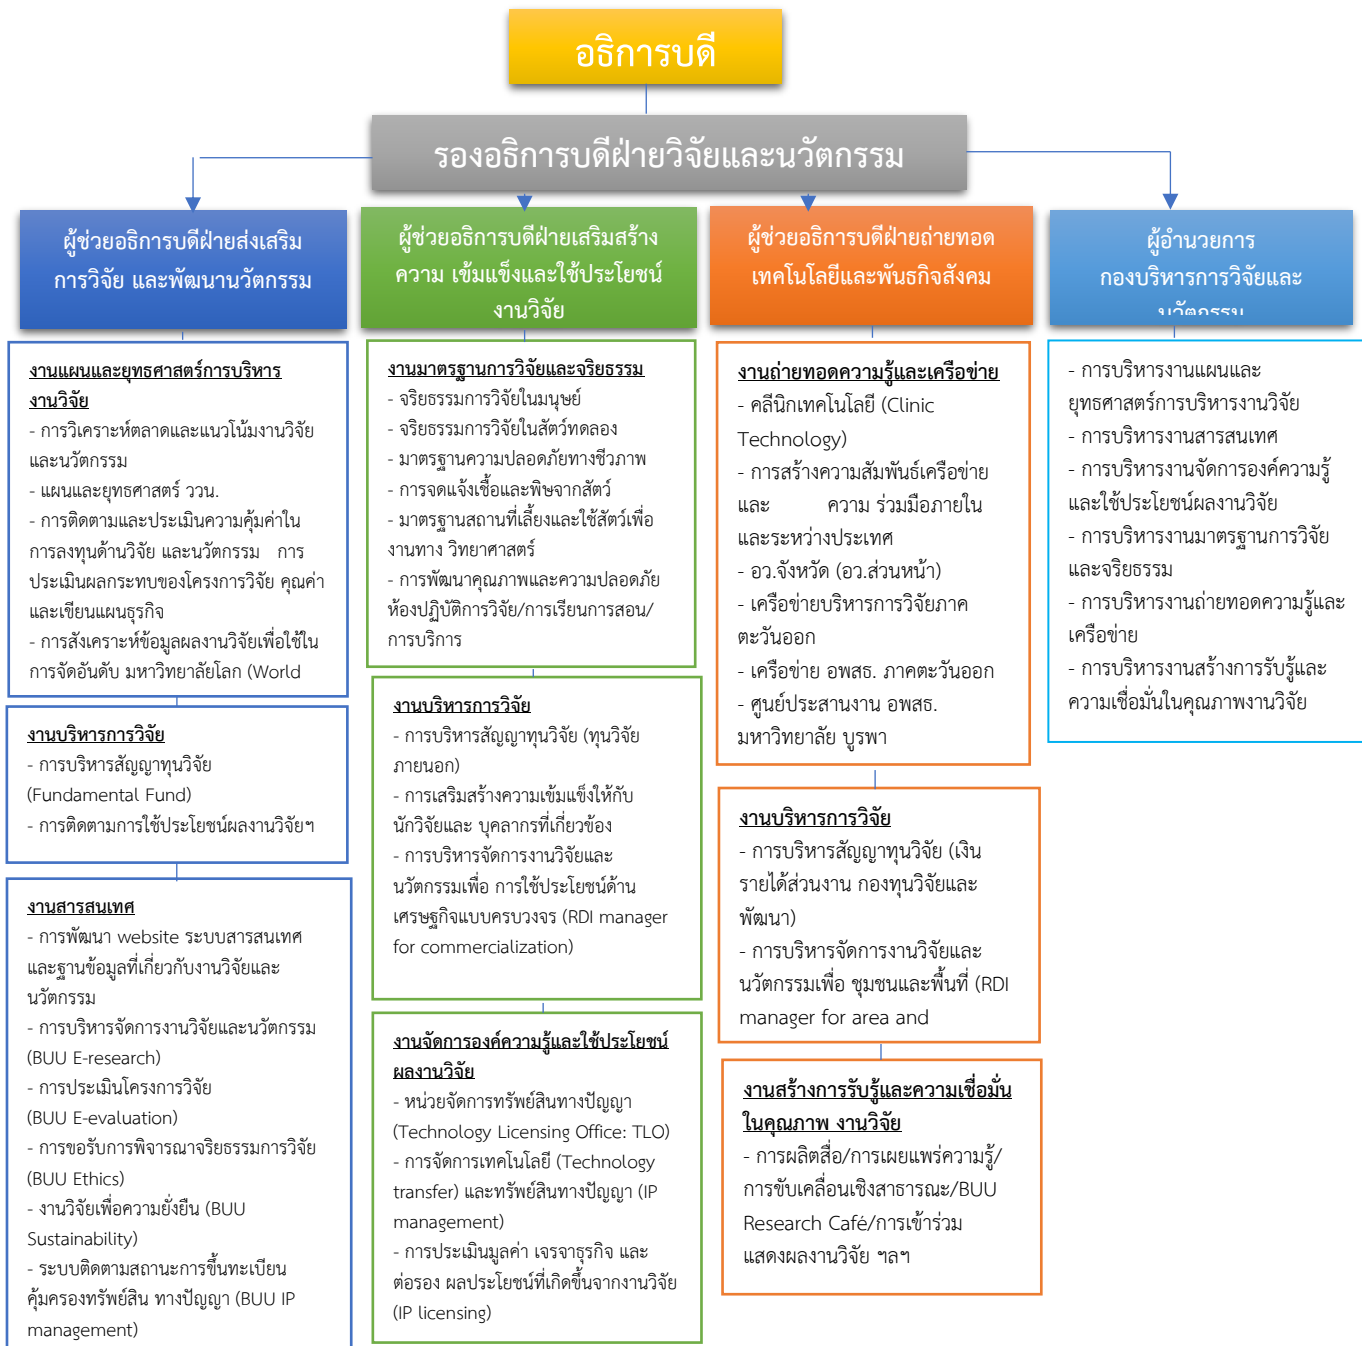 อธิการบดี
รองอธิการบดีฝ่ายวิจัยและนวัตกรรม
ผู้ช่วยอธิการบดีฝ่ายส่งเสริม
การวิจัย และพัฒนานวัตกรรม
งานแผนและยุทธศาสตร์การบริหาร
งานวิจัย
- การวิเคราะห์ตลาดและแนวโน้มงานวิจัย
และนวัตกรรม
- แผนและยุทธศาสตร์ ววน.
- การติดตามและประเมินความคุ้มค่าใน
การลงทุนด้านวิจัย และนวัตกรรม การ
ประเมินผลกระทบของโครงการวิจัย คุณค่า
และเขียนแผนธุรกิจ
- การสังเคราะห์ข้อมูลผลงานวิจัยเพื่อใช้ใน
การจัดอันดับ มหาวิทยาลัยโลก (World
งานบริหารการวิจัย
- การบริหารสัญญาทุนวิจัย
(Fundamental Fund)
- การติดตามการใช้ประโยชน์ผลงานวิจัยฯ
งานสารสนเทศ
- การพัฒนา website ระบบสารสนเทศ
และฐานข้อมูลที่เกี่ยวกับงานวิจัยและ
นวัตกรรม
- การบริหารจัดการงานวิจัยและนวัตกรรม
(BUU E-research)
- การประเมินโครงการวิจัย
(BUU E-evaluation)
- การขอรับการพิจารณาจริยธรรมการวิจัย
(BUU Ethics)
- งานวิจัยเพื่อความยั่งยืน (BUU
Sustainability)
- ระบบติดตามสถานะการขึ้นทะเบียน
คุ้มครองทรัพย์สิน ทางปัญญา (BUU IP
management)
ผู้ช่วยอธิการบดีฝ่ายเสริมสร้าง
ความ เข้มแข็งและใช้ประโยชน์
งานวิจัย
งานมาตรฐานการวิจัยและจริยธรรม
- จริยธรรมการวิจัยในมนุษย์
- จริยธรรมการวิจัยในสัตว์ทดลอง
- มาตรฐานความปลอดภัยทางชีวภาพ
- การจดแจ้งเชื้อและพิษจากสัตว์
- มาตรฐานสถานที่เลี้ยงและใช้สัตว์เพื่อ
งานทาง วิทยาศาสตร์
- การพัฒนาคุณภาพและความปลอดภัย
ห้องปฏิบัติการวิจัย/การเรียนการสอน/
การบริการ
งานบริหารการวิจัย
- การบริหารสัญญาทุนวิจัย (ทุนวิจัย
ภายนอก)
- การเสริมสร้างความเข้มแข็งให้กับ
นักวิจัยและ บุคลากรที่เกี่ยวข้อง
- การบริหารจัดการงานวิจัยและ
นวัตกรรมเพื่อ การใช้ประโยชน์ด้าน
เศรษฐกิจแบบครบวงจร (RDI manager
for commercialization)
งานจัดการองค์ความรู้และใช้ประโยชน์
ผลงานวิจัย
- หน่วยจัดการทรัพย์สินทางปัญญา
(Technology Licensing Office: TLO)
- การจัดการเทคโนโลยี (Technology
transfer) และทรัพย์สินทางปัญญา (IP
management)
- การประเมินมูลค่า เจรจาธุรกิจ และ
ต่อรอง ผลประโยชน์ที่เกิดขึ้นจากงานวิจัย
(IP licensing)
ผู้ช่วยอธิการบดีฝ่ายถ่ายทอด
เทคโนโลยีและพันธกิจสังคม
งานถ่ายทอดความรู้และเครือข่าย
- คลีนิกเทคโนโลยี (Clinic
Technology)
- การสร้างความสัมพันธ์เครือข่าย
และ ความ ร่วมมือภายใน
และระหว่างประเทศ
- อว.จังหวัด (อว.ส่วนหน้า)
- เครือข่ายบริหารการวิจัยภาค
ตะวันออก
- เครือข่าย อพสธ. ภาคตะวันออก
- ศูนย์ประสานงาน อพสธ.
มหาวิทยาลัย บูรพา
งานบริหารการวิจัย
- การบริหารสัญญาทุนวิจัย (เงิน
รายได้ส่วนงาน กองทุนวิจัยและ
พัฒนา)
- การบริหารจัดการงานวิจัยและ
นวัตกรรมเพื่อ ชุมชนและพื้นที่ (RDI
manager for area and
งานสร้างการรับรู้และความเชื่อมั่น
ในคุณภาพ งานวิจัย
- การผลิตสื่อ/การเผยแพร่ความรู้/
การขับเคลื่อนเชิงสาธารณะ/BUU
Research Café/การเข้าร่วม
แสดงผลงานวิจัย ฯลฯ
ผู้อำนวยการ
กองบริหารการวิจัยและ
นวัตกรรม
- การบริหารงานแผนและ
ยุทธศาสตร์การบริหารงานวิจัย
- การบริหารงานสารสนเทศ
- การบริหารงานจัดการองค์ความรู้
และใช้ประโยชน์ผลงานวิจัย
- การบริหารงานมาตรฐานการวิจัย
และจริยธรรม
- การบริหารงานถ่ายทอดความรู้และ
เครือข่าย
- การบริหารงานสร้างการรับรู้และ
ความเชื่อมั่นในคุณภาพงานวิจัย